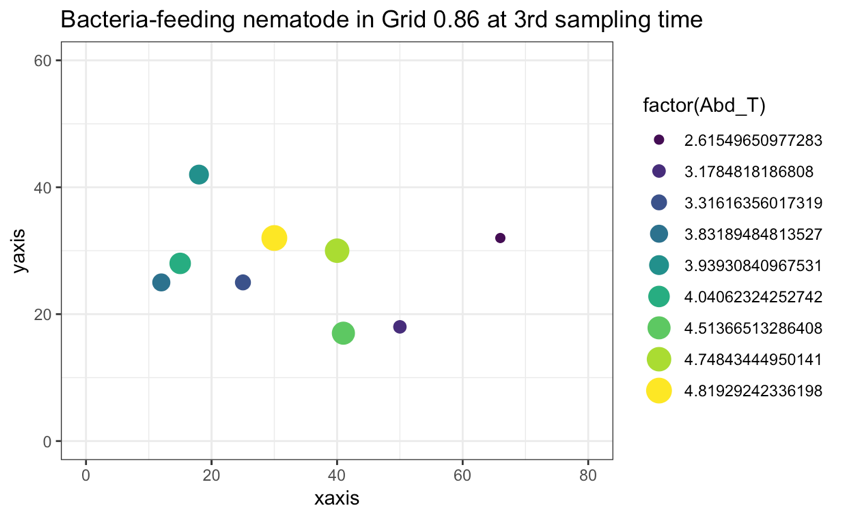 Bacteria-feeding nematode in Grid 0.86 at 3rd sampling time
60
40
20
0
yaxis
0 20 40 60 80
xaxis
factor(Abd_T)
2.61549650977283
3.1784818186808
3.31616356017319
3.83189484813527
3.93930840967531
4.04062324252742
4.51366513286408
4.74843444950141
4.81929242336198